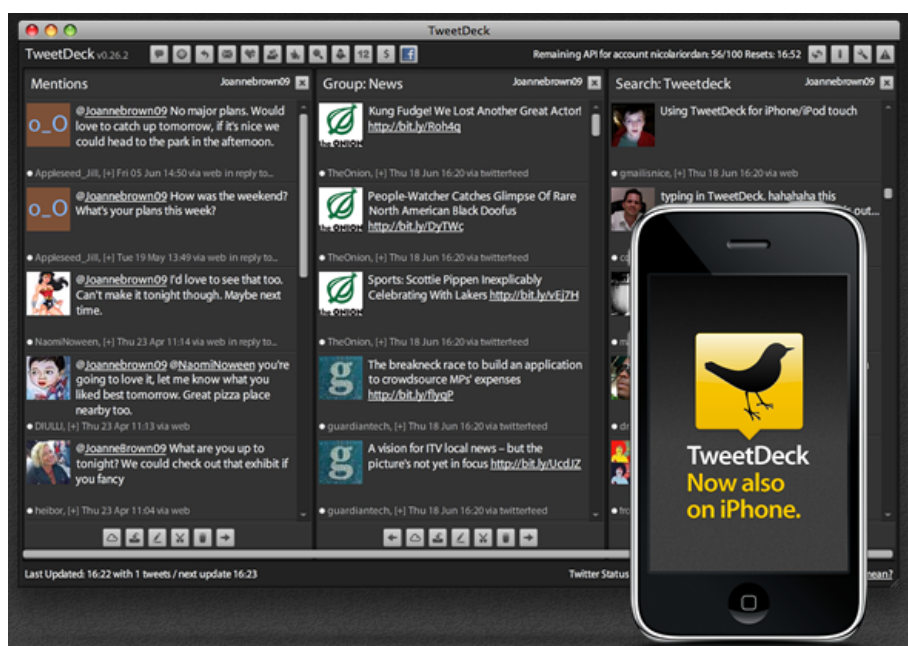 TweetDeck
TweetDeck v0.26.2
12
$
f
Remaining API for account nicolariordan: 56/100 Resets: 16:52
Mentions
Joannebrown09
@Joannebrown09 No major plans. Would
love to catch up tomorrow, if it's nice we
could head to the park in the afternoon.
o_O
Appleseed_Jill, [+] Fri 05 Jun 14:50 via web in reply to...
@Joannebrown09 How was the weekend?
What's your plans this week?
o_O
Appleseed_Jill, [+] Tue 19 May 13:49 via web in reply to...
@Joannebrown09 I'd love to see that too.
Can't make it tonight though. Maybe next
time.
NaomiNoween, [+] Thu 23 Apr 11:14 via web in reply to...
@Joannebrown09 @NaomiNoween you're
going to love it, let me know what you
liked best tomorrow. Great pizza place
nearby too.
DIULLI, [+] Thu 23 Apr 11:13 via web
@JoanneBrown09 What are you up to
tonight? We could check out that exhibit if
you fancy
heibor, [+] Thu 23 Apr 11:04 via web
Group: News
Joannebrown09
Kung Fudge! We Lost Another Great Actor!
http://bit.ly/Roh4q
the ONION
TheOnion, [+] Thu 18 Jun 16:20 via twitterfeed
People-Watcher Catches Glimpse Of Rare
North American Black Doofus
http://bit.ly/DyTWc
the ONION
TheOnion, [+] Thu 18 Jun 16:20 via twitterfeed
Sports: Scottie Pippen Inexplicably
Celebrating With Lakers http://bit.ly/vEj7H
the ONION
TheOnion, [+] Thu 18 Jun 16:20 via twitterfeed
The breakneck race to build an application
to crowdsource MPs' expenses
http://bit.ly/flyqP
g
guardiantech, [+] Thu 18 Jun 16:20 via twitterfeed
A vision for ITV local news – but the
picture's not yet in focus http://bit.ly/UcdJZ
g
guardiantech, [+] Thu 18 Jun 16:20 via twitterfeed
Search: Tweetdeck
Joannebrown09
Using TweetDeck for iPhone/iPod touch
gmailisnice, [+] Thu 18 Jun 16:20 via web
typing in TweetDeck. hahahaha this
out...
TweetDeck
Now also
on iPhone.
Last Updated: 16:22 with 1 tweets / next update 16:23
Twitter Status
mean?